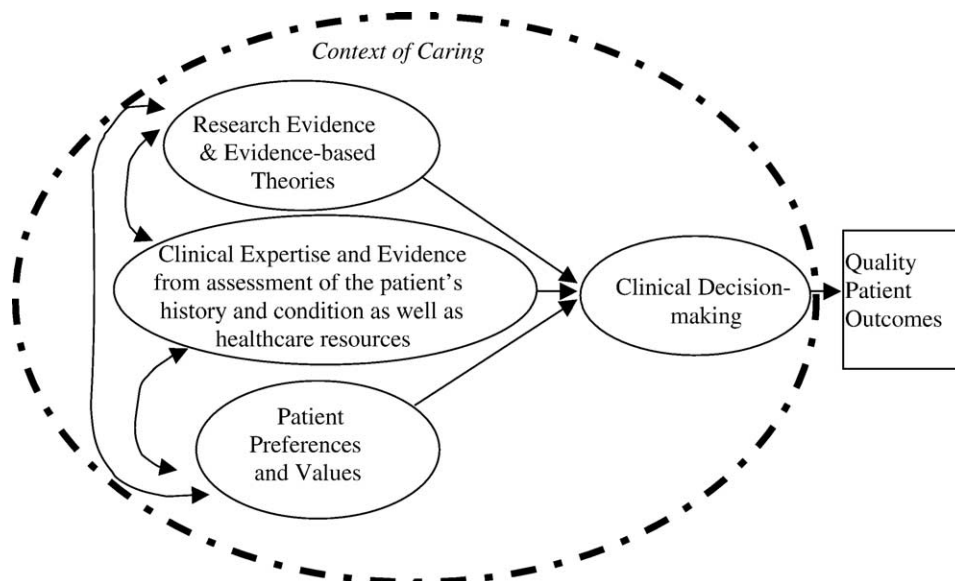 Context of Caring
Research Evidence
& Evidence-based
Theories
Clinical Expertise and Evidence
from assessment of the patient's
history and condition as well as
healthcare resources
Patient
Preferences
and Values
Clinical Decision-
making
Quality
Patient
Outcomes